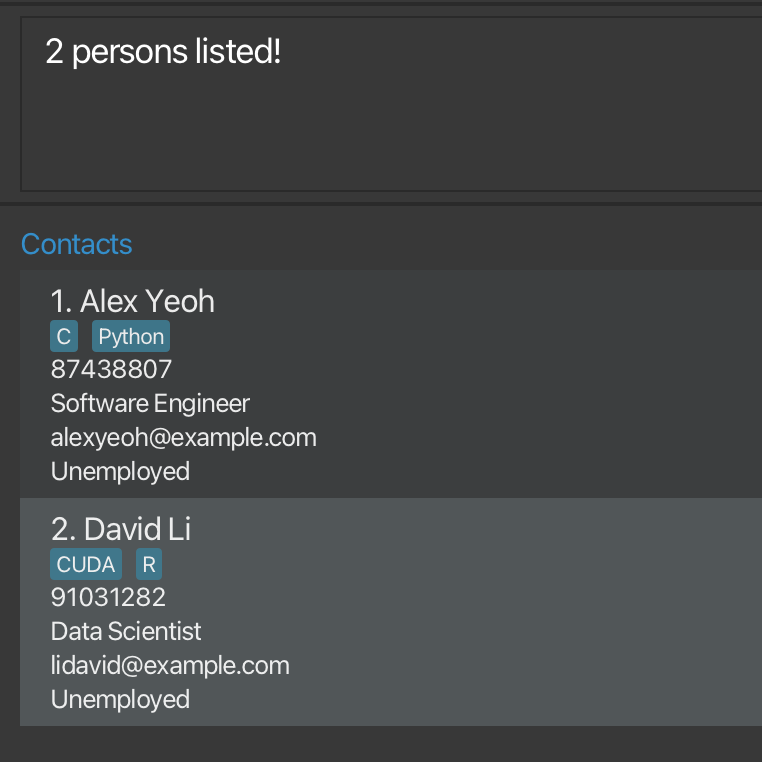 2 persons listed!
Contacts
1. Alex Yeoh
C Python
87438807
Software Engineer
alexyeoh@example.com
Unemployed
2. David Li
CUDA R
91031282
Data Scientist
lidavid@example.com
Unemployed